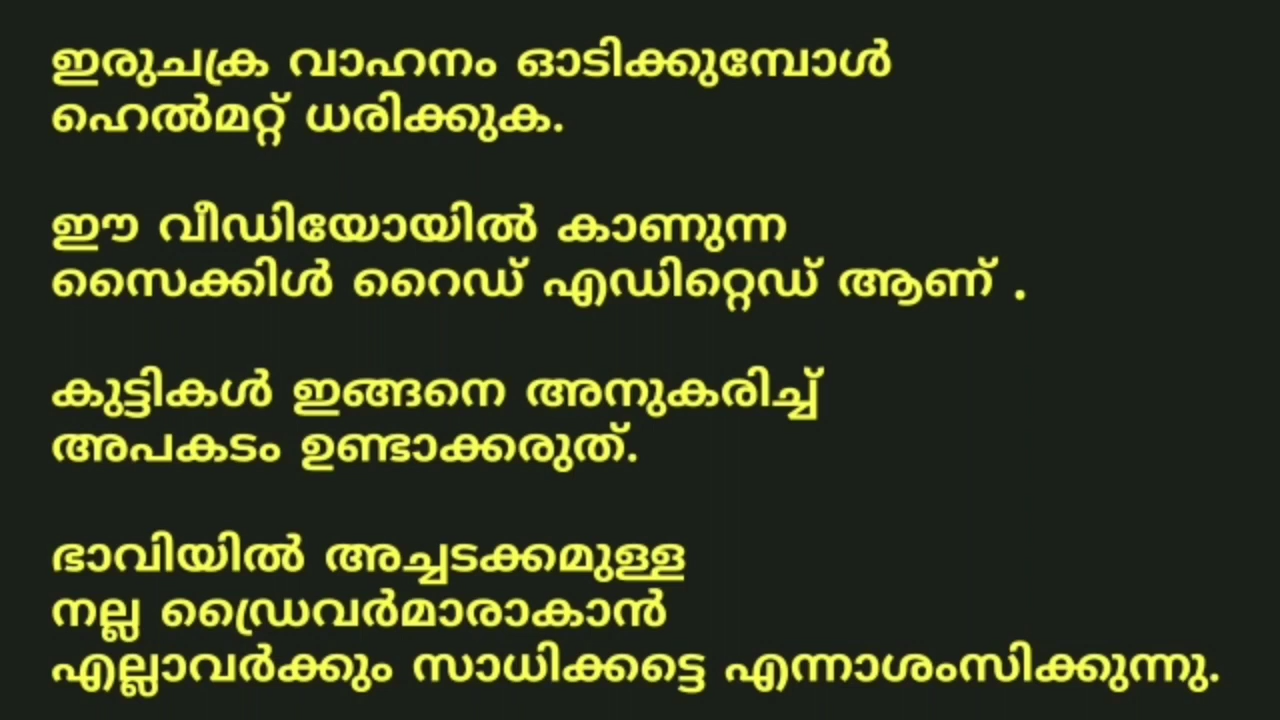 ഇരുചക്ര വാഹനം ഓടിക്കുമ്പോൾ
ഹെൽമറ്റ് ധരിക്കുക.
ഈ വീഡിയോയിൽ കാണുന്ന
സൈക്കിൾ റൈഡ് എഡിറ്റെഡ് ആണ് .
കുട്ടികൾ ഇങ്ങനെ അനുകരിച്ച്
അപകടം ഉണ്ടാക്കരുത്.
ഭാവിയിൽ അച്ചടക്കമുള്ള
നല്ല ഡ്രൈവർമാരാകാൻ
എല്ലാവർക്കും സാധിക്കട്ടെ എന്നാശംസിക്കുന്നു.